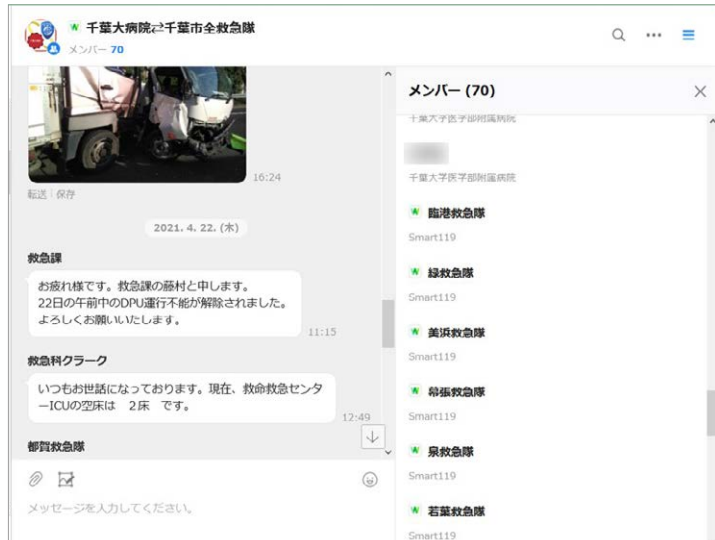 千葉大病院⇄千葉市全救急隊
メンバー 70
16:24
転送 | 保存
2021. 4. 22. (木)
救急課
お疲れ様です。救急課の藤村と申します。
22日の午前中のDPU運行不能が解除されました。
よろしくお願いいたします。
11:15
救急科クラーク
いつもお世話になっております。現在、救命救急センタ
ーICUの空床は　2床　です。
12:49
都賀救急隊
メッセージを入力してください。
メンバー (70)
千葉大学医学部附属病院
千葉大学医学部附属病院
臨港救急隊
Smart119
緑救急隊
Smart119
美浜救急隊
Smart119
幕張救急隊
Smart119
泉救急隊
Smart119
若葉救急隊
Smart119